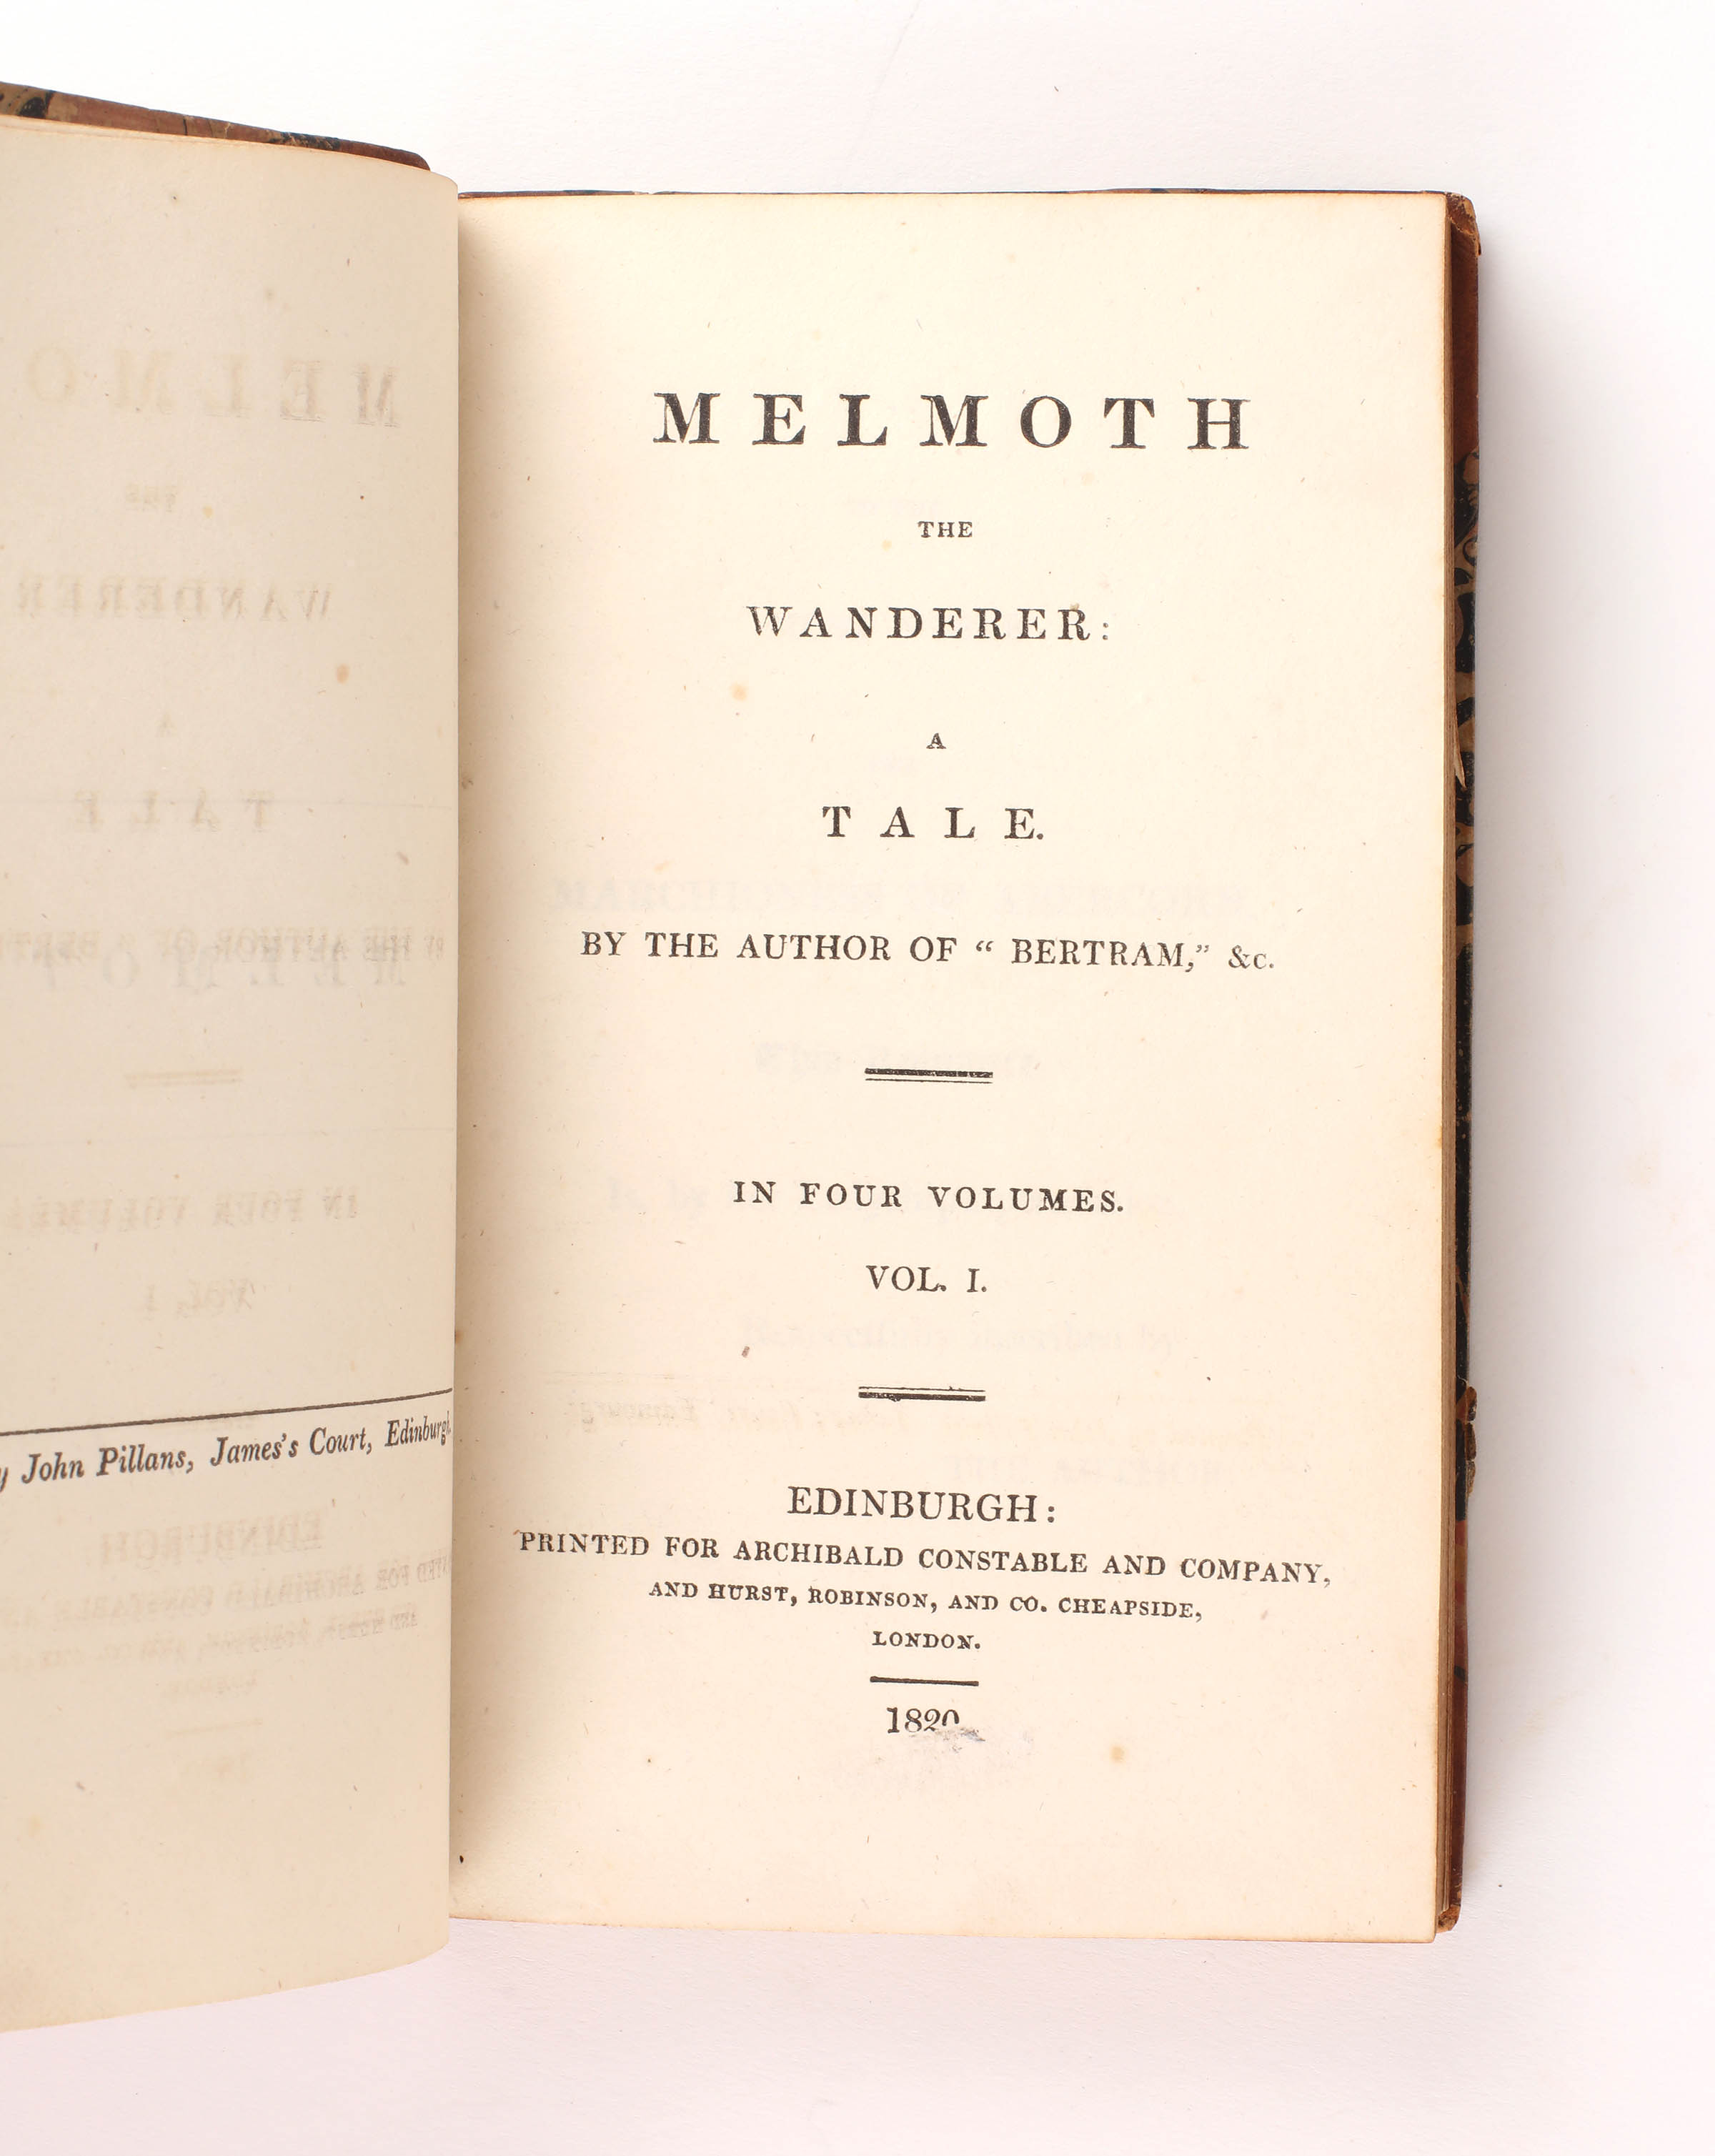 John Pillans, James's Court, Edinburgh.
MELMOTH
THE
WANDERER:
A
TALE.
BY THE AUTHOR OF “ BERTRAM,” &c.
IN FOUR VOLUMES.
VOL. I.
EDINBURGH:
PRINTED FOR ARCHIBALD CONSTABLE AND COMPANY,
AND HURST, ROBINSON, AND CO. CHEAPSIDE,
LONDON.
1820